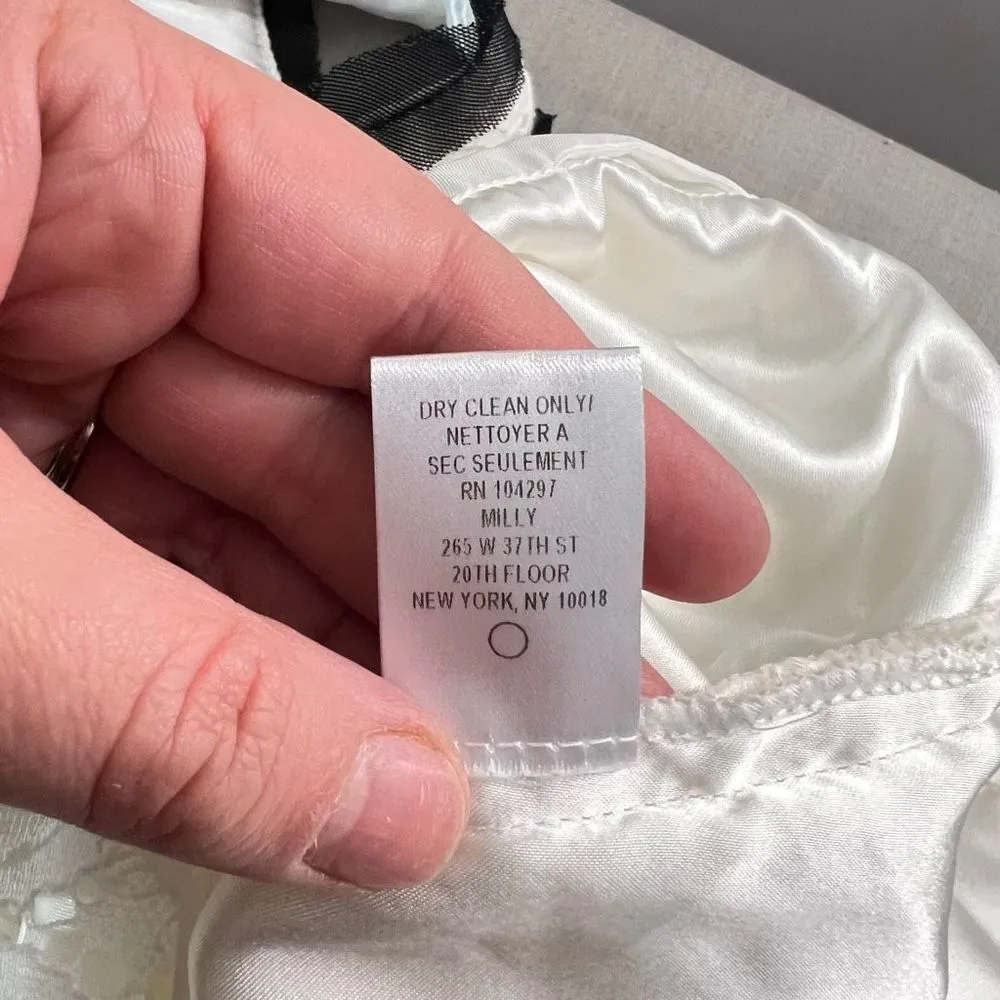 DRY CLEAN ONLY/
NETTOYER A
SEC SEULEMENT
RN 104297
MILLY
265 W 37TH ST
20TH FLOOR
NEW YORK, NY 10018